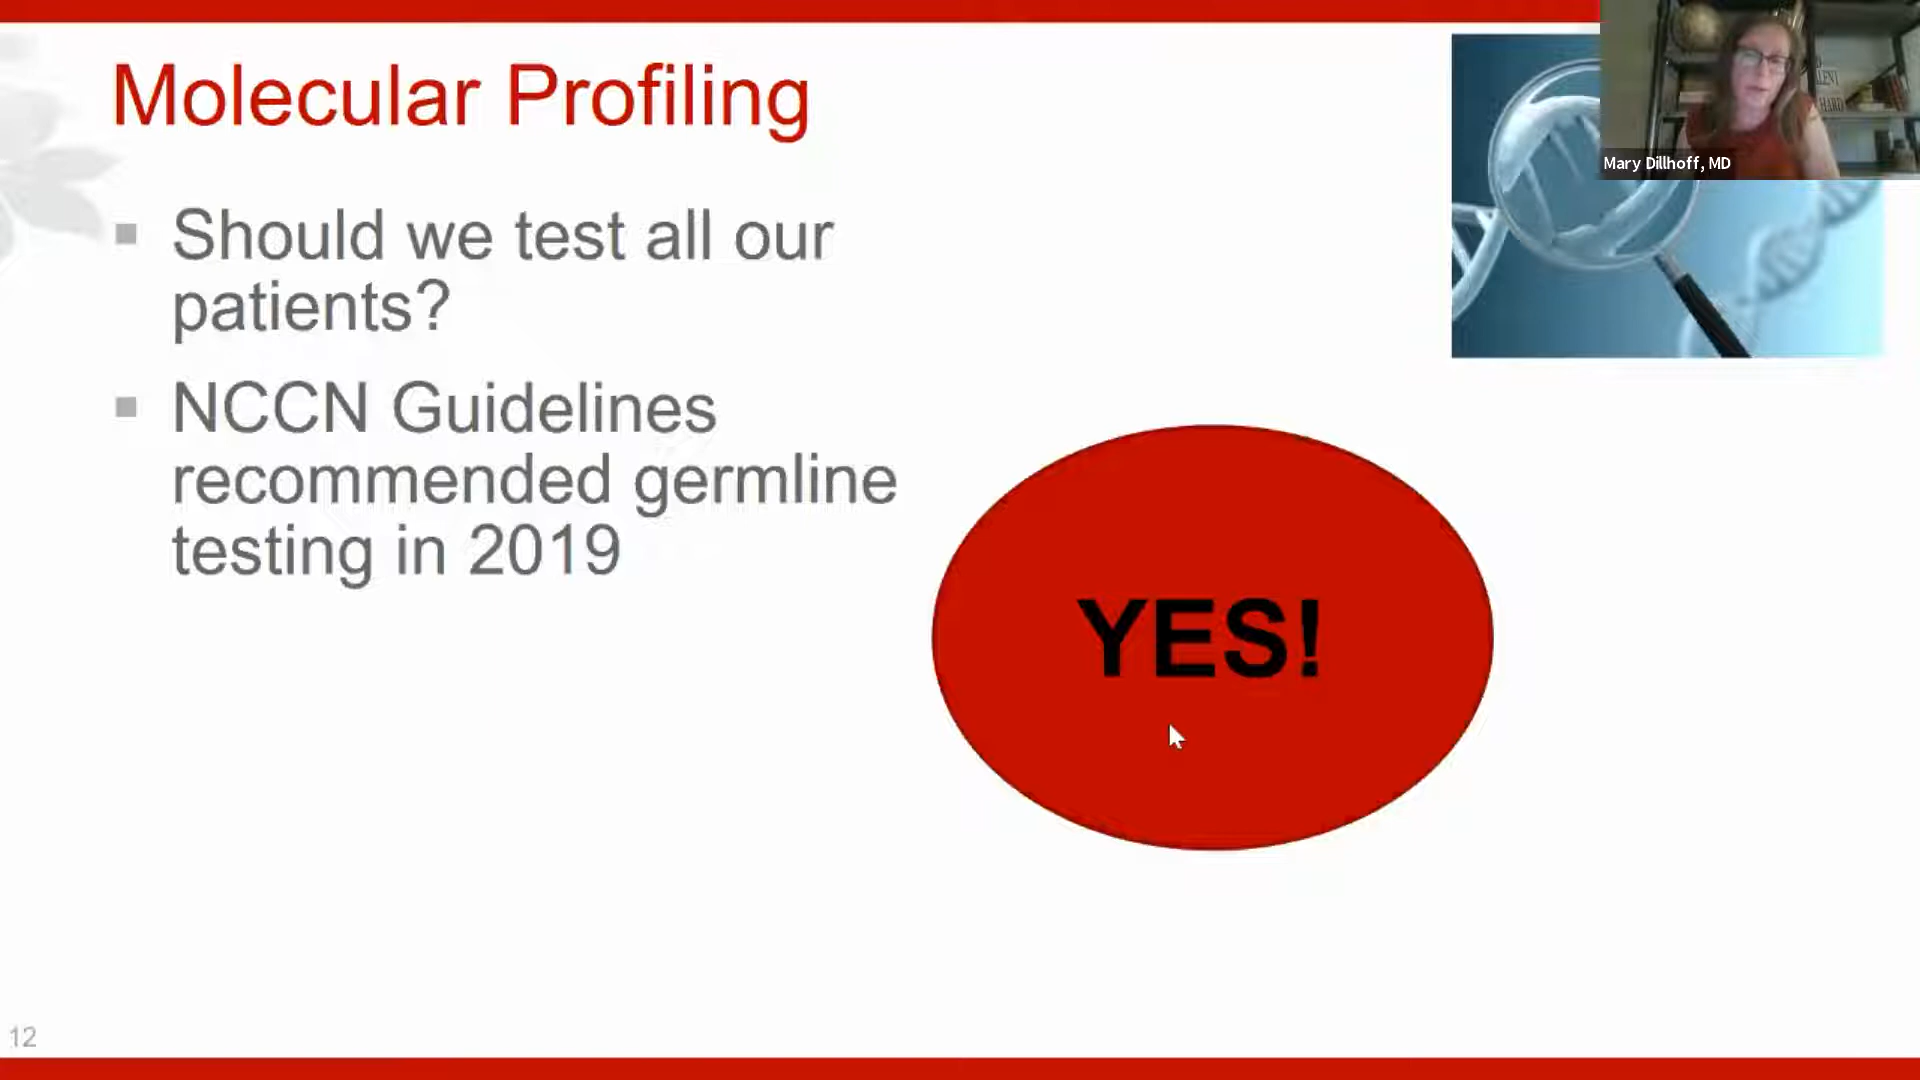 Molecular Profiling
Mary Dillhoff, MD
Should we test all our
patients?
NCCN Guidelines
recommended germline
testing in 2019
YES!
12